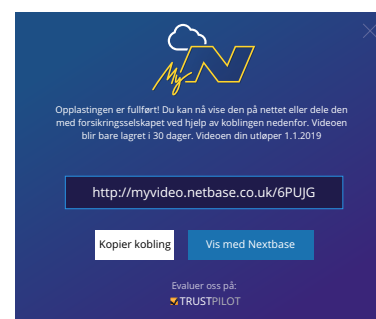 My N
Opplastingen er fullført! Du kan nå vise den på nettet eller dele den
med forsikringsselskapet ved hjelp av koblingen nedenfor. Videoen
blir bare lagret i 30 dager. Videoen din utløper 1.1.2019
http://myvideo.netbase.co.uk/6PUJG
Kopier kobling
Vis med Nextbase
Evaluer oss på:
TRUSTPILOT